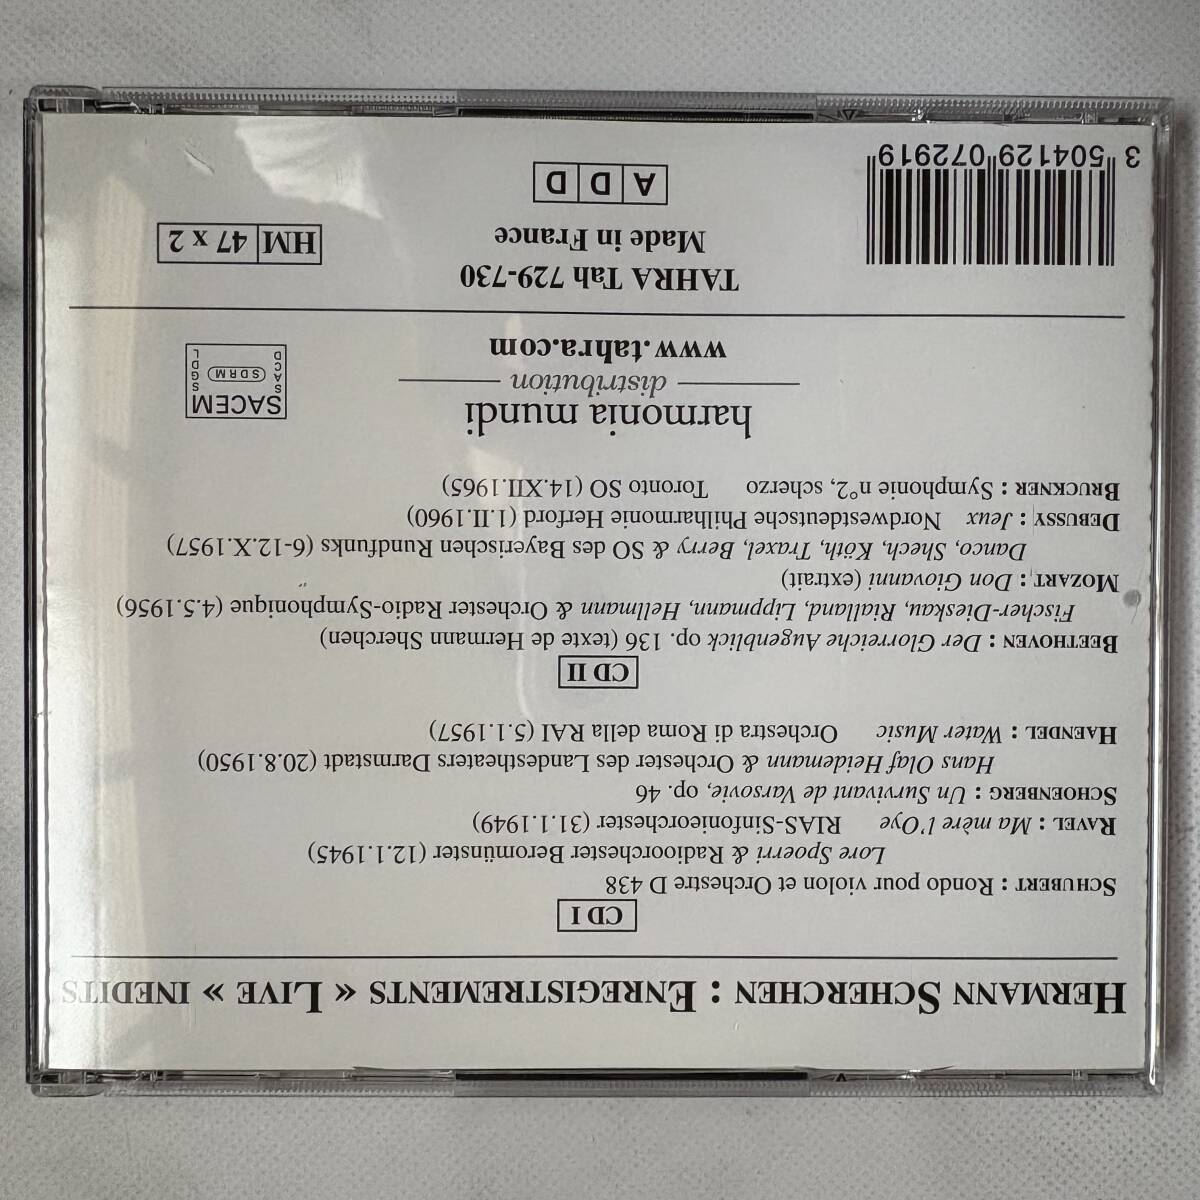 HERMANN SCHERCHEN : ENREGISTREMENTS « LIVE » INEDITS
CD I
SCHUBERT : Rondo pour violon et Orchestre D 438
Lore Spoerri & Radioorchester Beromünster (12.1.1945)
RAVEL : Ma mère l'Oye RIAS-Sinfonieorchester (31.1.1949)
SCHOENBERG : Un Survivant de Varsovie, op. 46
Hans Olaf Heidemann & Orchester des Landestheaters Darmstadt (20.8.1950)
HAENDEL : Water Music Orchestra di Roma della RAI (5.1.1957)
CD II
BEETHOVEN : Der Glorreiche Augenblick op. 136 (texte de Hermann Sherchen)
Fischer-Dieskau, Rialland, Lippmann, Hellmann & Orchester Radio-Symphonique (4.5.1956)
MOZART : Don Giovanni (extrait)
Danco, Shech, Köth, Traxel, Berry & SO des Bayerischen Rundfunks (6-12.X.1957)
DEBUSSY : Jeux Nordwestdeutsche Philharmonie Herford (1.II.1960)
BRUCKNER : Symphonie n°2, scherzo Toronto SO (14.XII.1965)
harmonia mundi
distribution
www.tahra.com
SACEM
SACD
SDRM
SGDL
TAHRA Tah 729-730
Made in France
A D D
HM 47 x 2
3 504129 072919